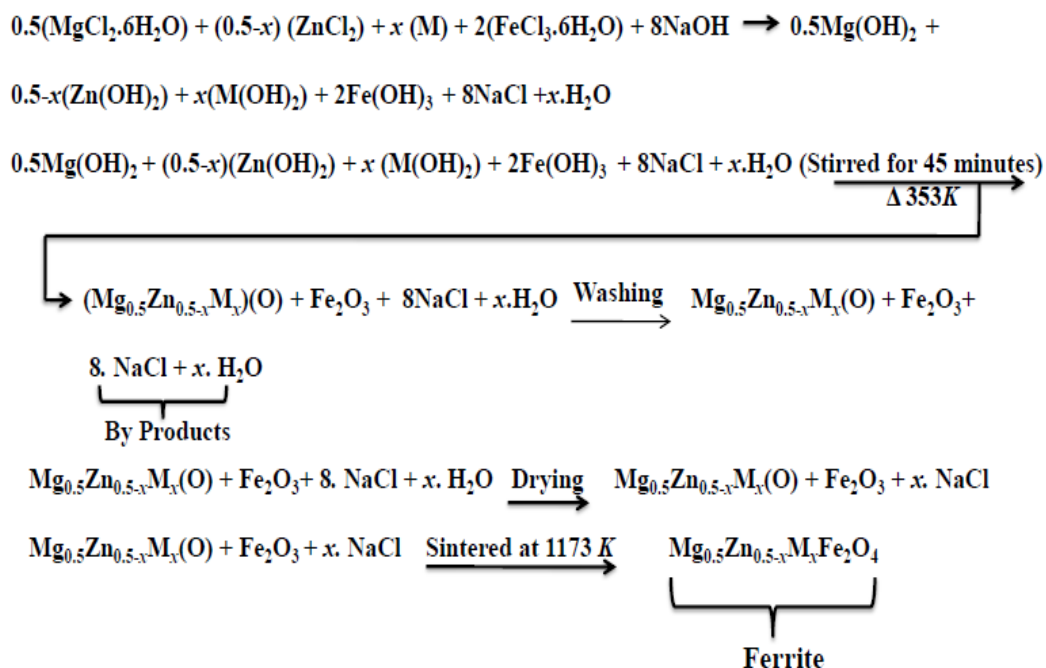 0.5(MgCl₂.6H₂O) + (0.5-x) (ZnCl₂) + x (M) + 2(FeCl₃.6H₂O) + 8NaOH → 0.5Mg(OH)₂ +
0.5-x(Zn(OH)₂) + x(M(OH)₂) + 2Fe(OH)₃ + 8NaCl +x.H₂O
0.5Mg(OH)₂ + (0.5-x)(Zn(OH)₂) + x (M(OH)₂) + 2Fe(OH)₃ + 8NaCl + x.H₂O (Stirred for 45 minutes)
Δ 353K
(Mg₀.₅Zn₀.₅₋ₓMₓ)(O) + Fe₂O₃ + 8NaCl + x.H₂O Washing Mg₀.₅Zn₀.₅₋ₓMₓ(O) + Fe₂O₃+
8. NaCl + x. H₂O
By Products
Mg₀.₅Zn₀.₅₋ₓMₓ(O) + Fe₂O₃+ 8. NaCl + x. H₂O Drying Mg₀.₅Zn₀.₅₋ₓMₓ(O) + Fe₂O₃ + x. NaCl
Mg₀.₅Zn₀.₅₋ₓMₓ(O) + Fe₂O₃ + x. NaCl Sintered at 1173 K Mg₀.₅Zn₀.₅₋ₓMₓFe₂O₄
Ferrite